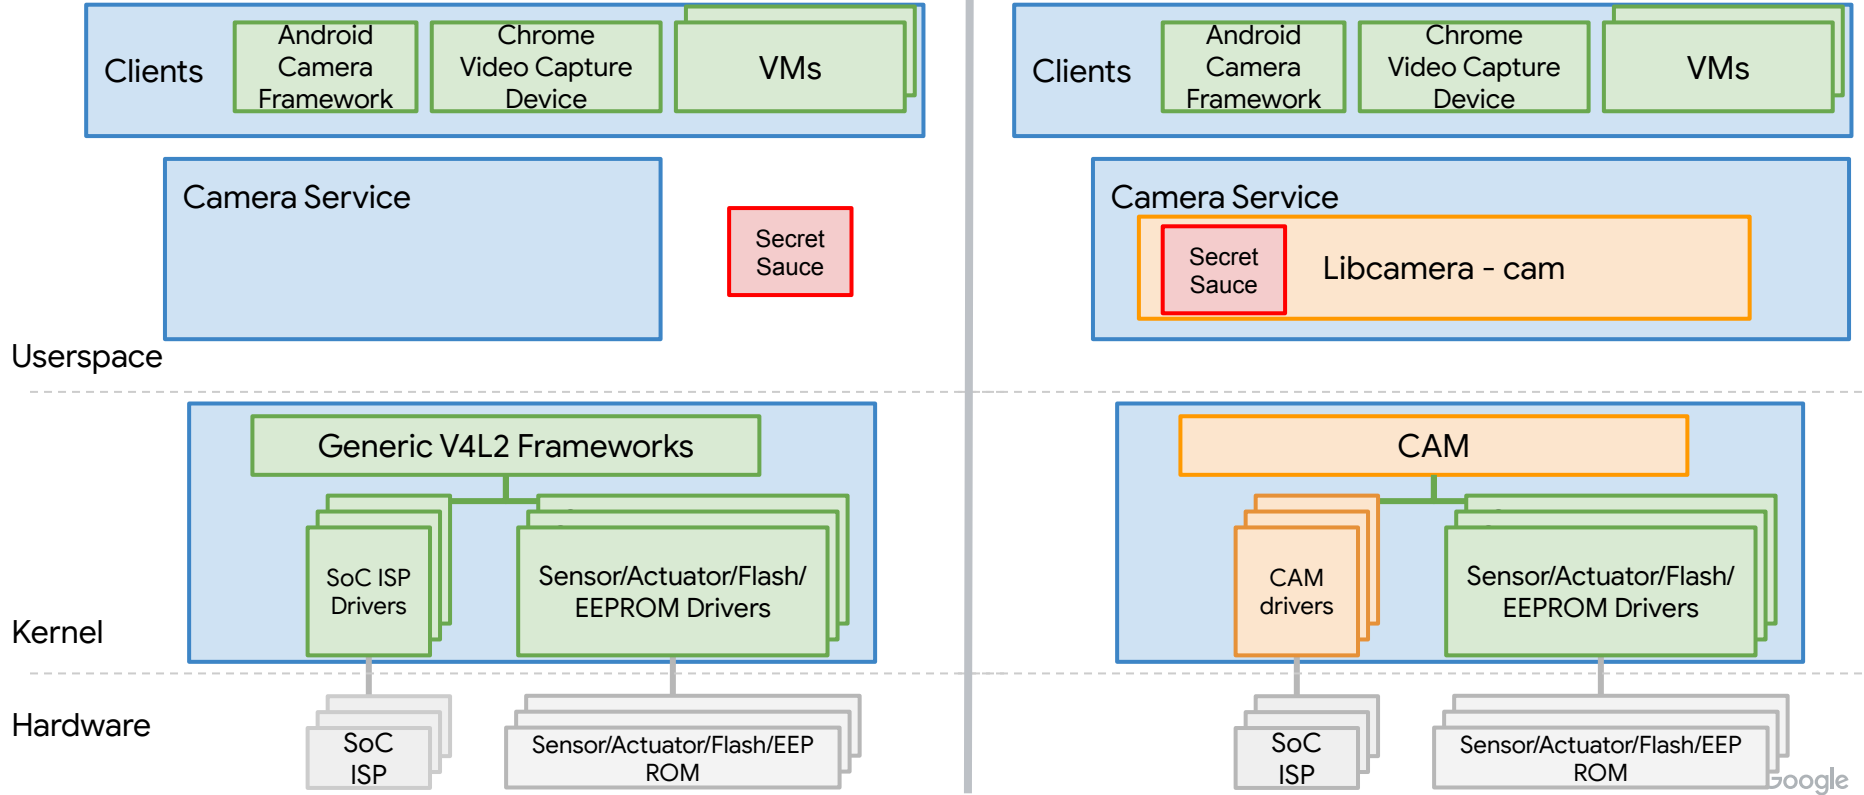 Clients
Android
Camera
Framework
Chrome
Video Capture
Device
VMs
Camera Service
Secret
Sauce
Userspace
Generic V4L2 Frameworks
SoC ISP
Drivers
Sensor/Actuator/Flash/
EEPROM Drivers
Kernel
Hardware
SoC
ISP
Sensor/Actuator/Flash/EEP
ROM
Clients
Android
Camera
Framework
Chrome
Video Capture
Device
VMs
Camera Service
Secret
Sauce
Libcamera - cam
CAM
CAM
drivers
Sensor/Actuator/Flash/
EEPROM Drivers
SoC
ISP
Sensor/Actuator/Flash/EEP
ROM
Google